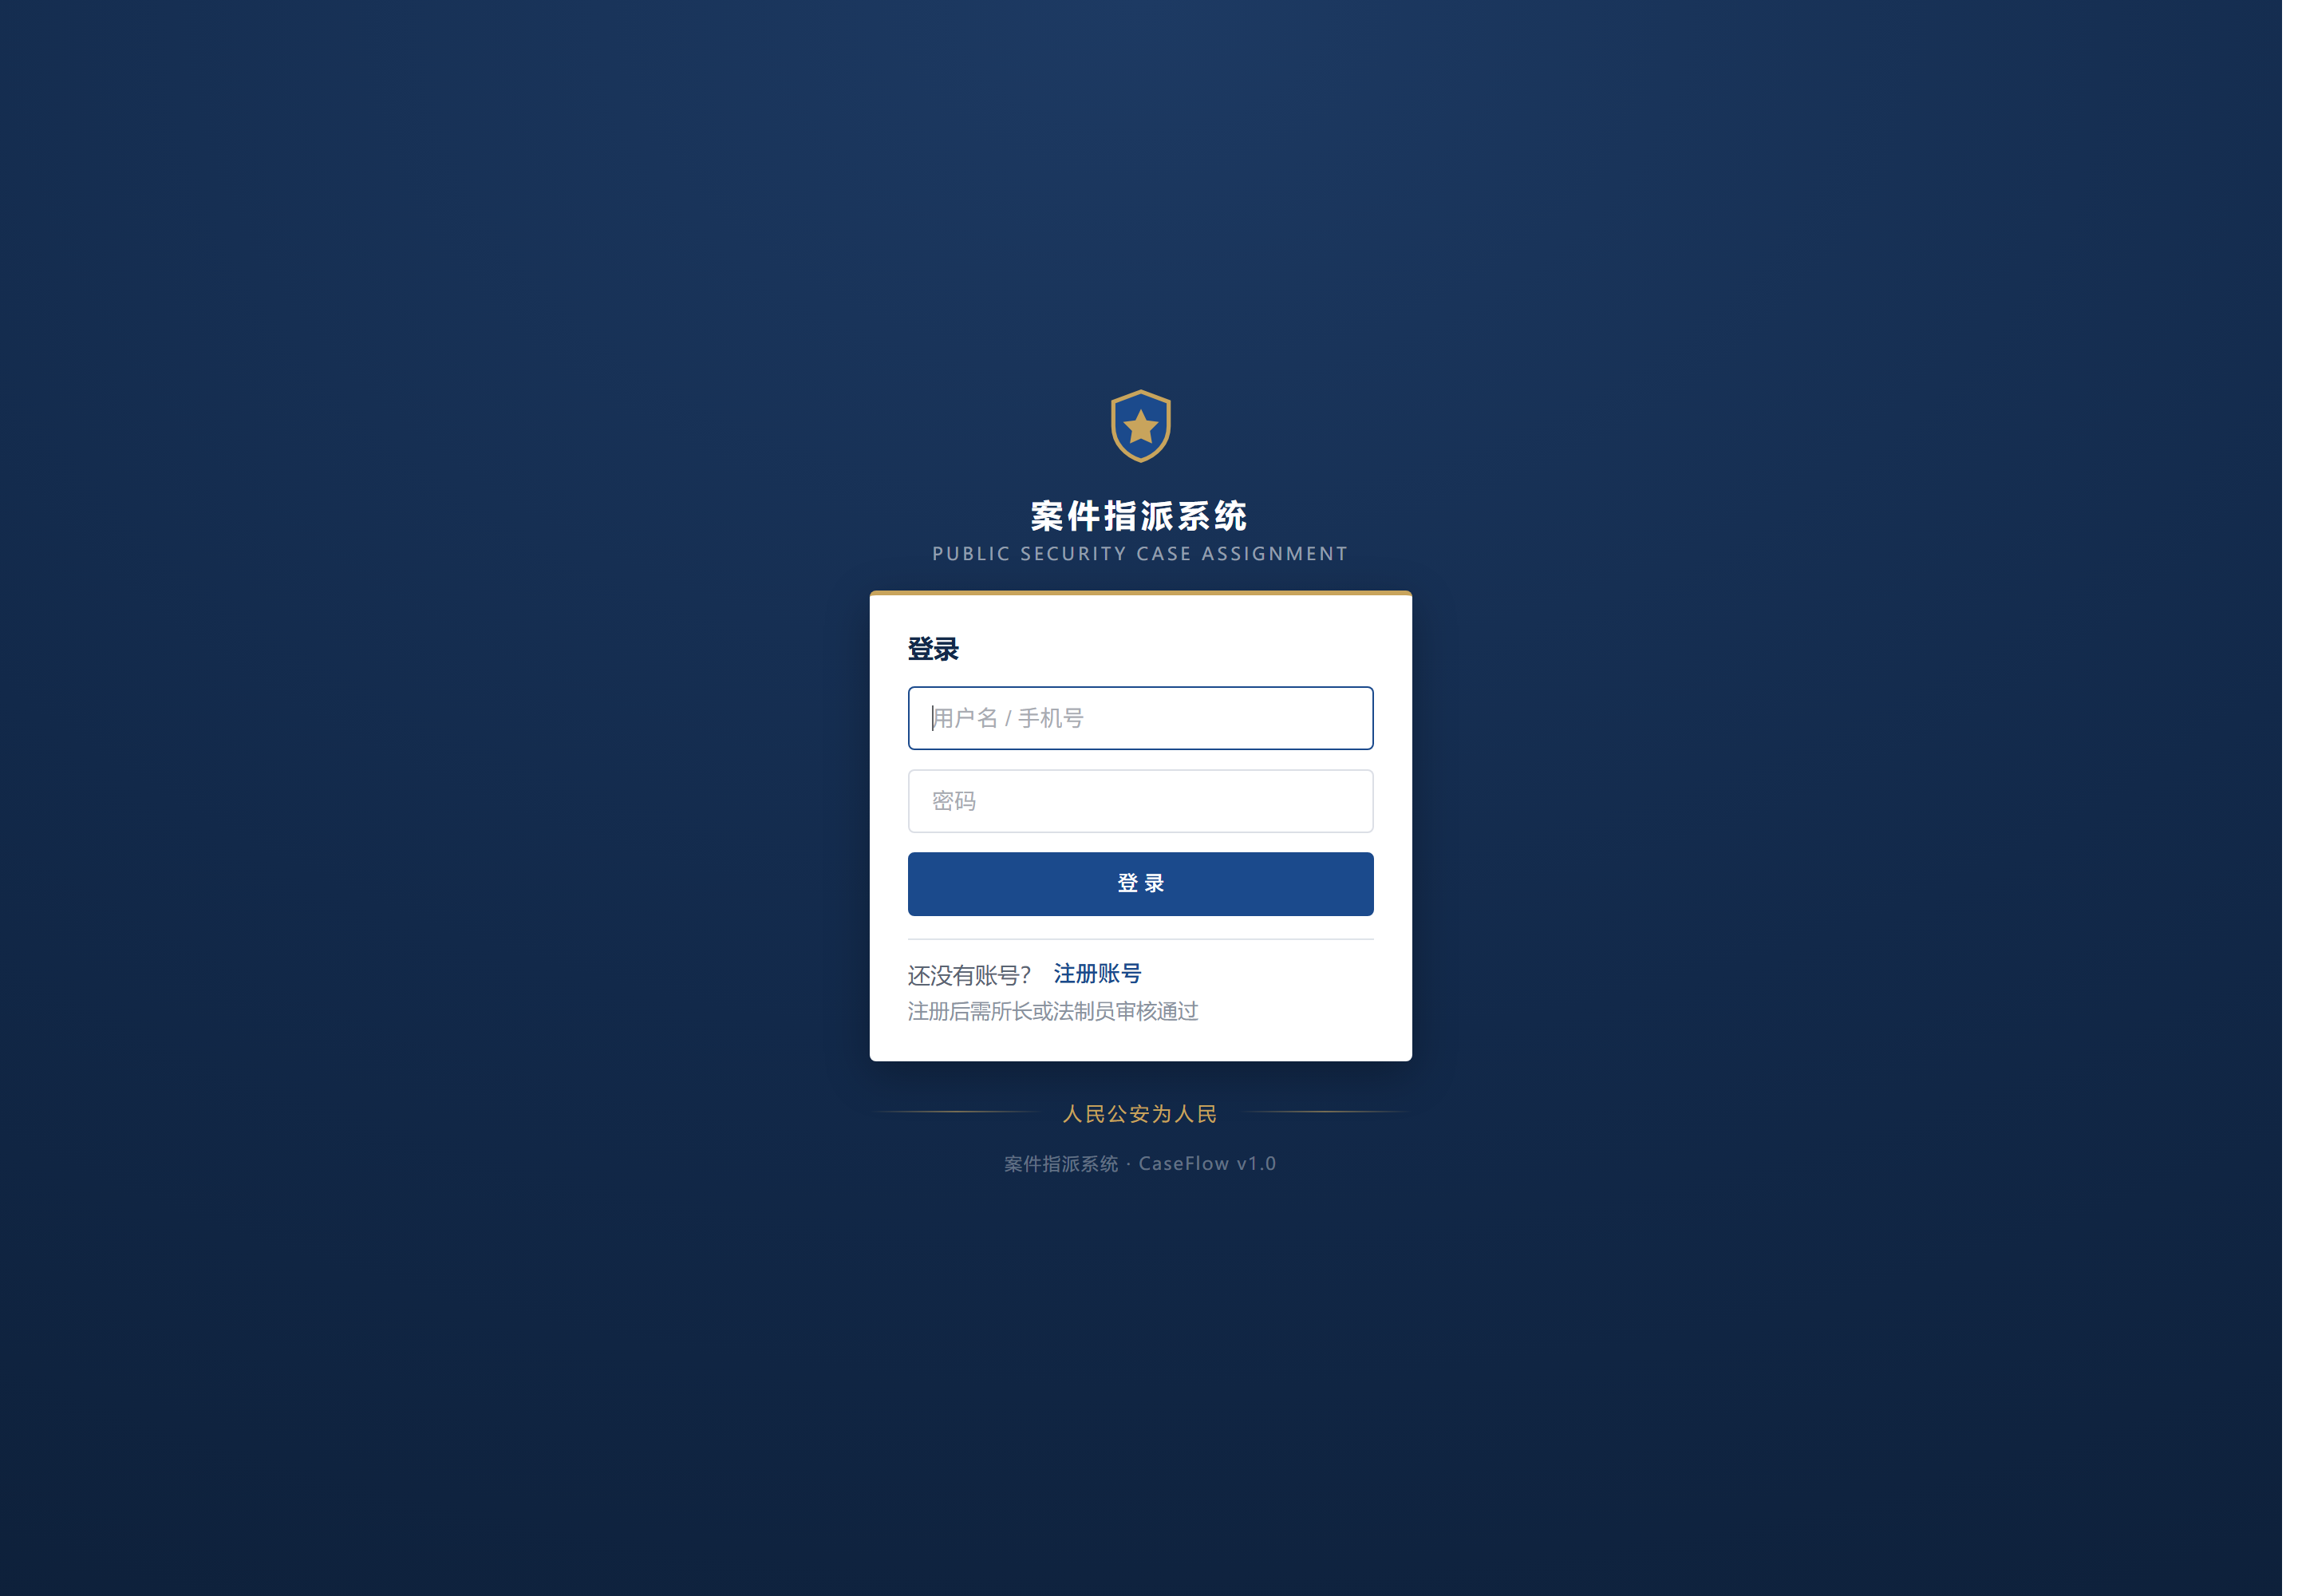 案件指派系统
PUBLIC SECURITY CASE ASSIGNMENT
登录
用户名 / 手机号
密码
登 录
还没有账号？ 注册账号
注册后需所长或法制员审核通过
人民公安为人民
案件指派系统 · CaseFlow v1.0